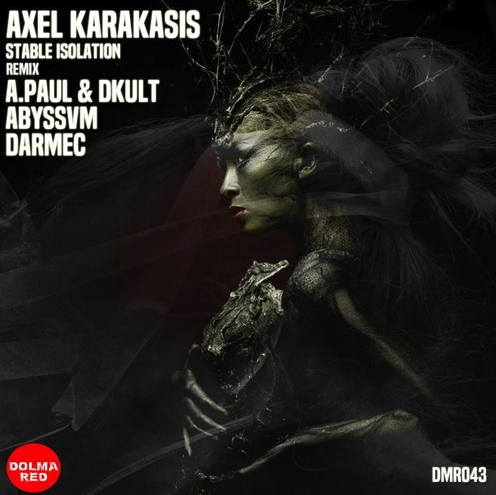 AXEL KARAKASIS
STABLE ISOLATION
REMIX
A.PAUL & DKULT
ABYSSVM
DARMEC
DOLMA
RED
DMR043